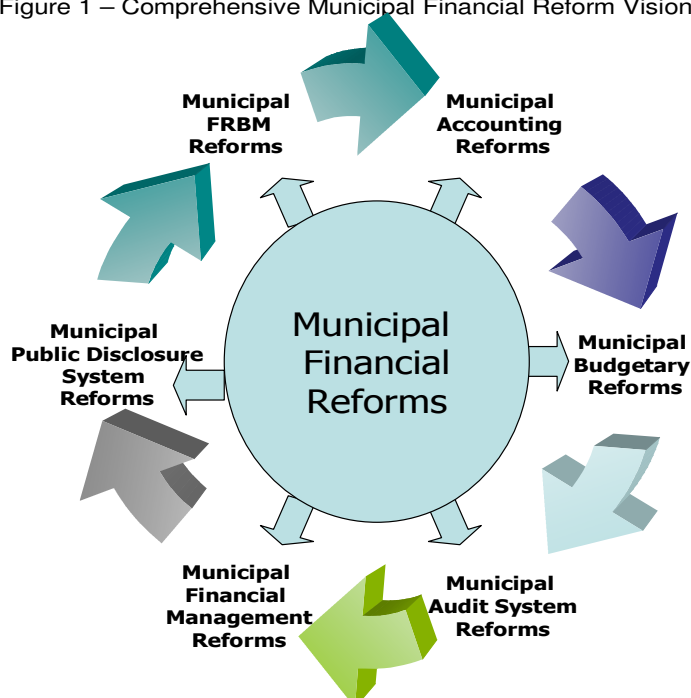 Figure 1 – Comprehensive Municipal Financial Reform Vision
Municipal
FRBM
Reforms
Municipal
Accounting
Reforms
Municipal
Financial
Reforms
Municipal
Public Disclosure
System
Reforms
Municipal
Budgetary
Reforms
Municipal
Financial
Management
Reforms
Municipal
Audit System
Reforms